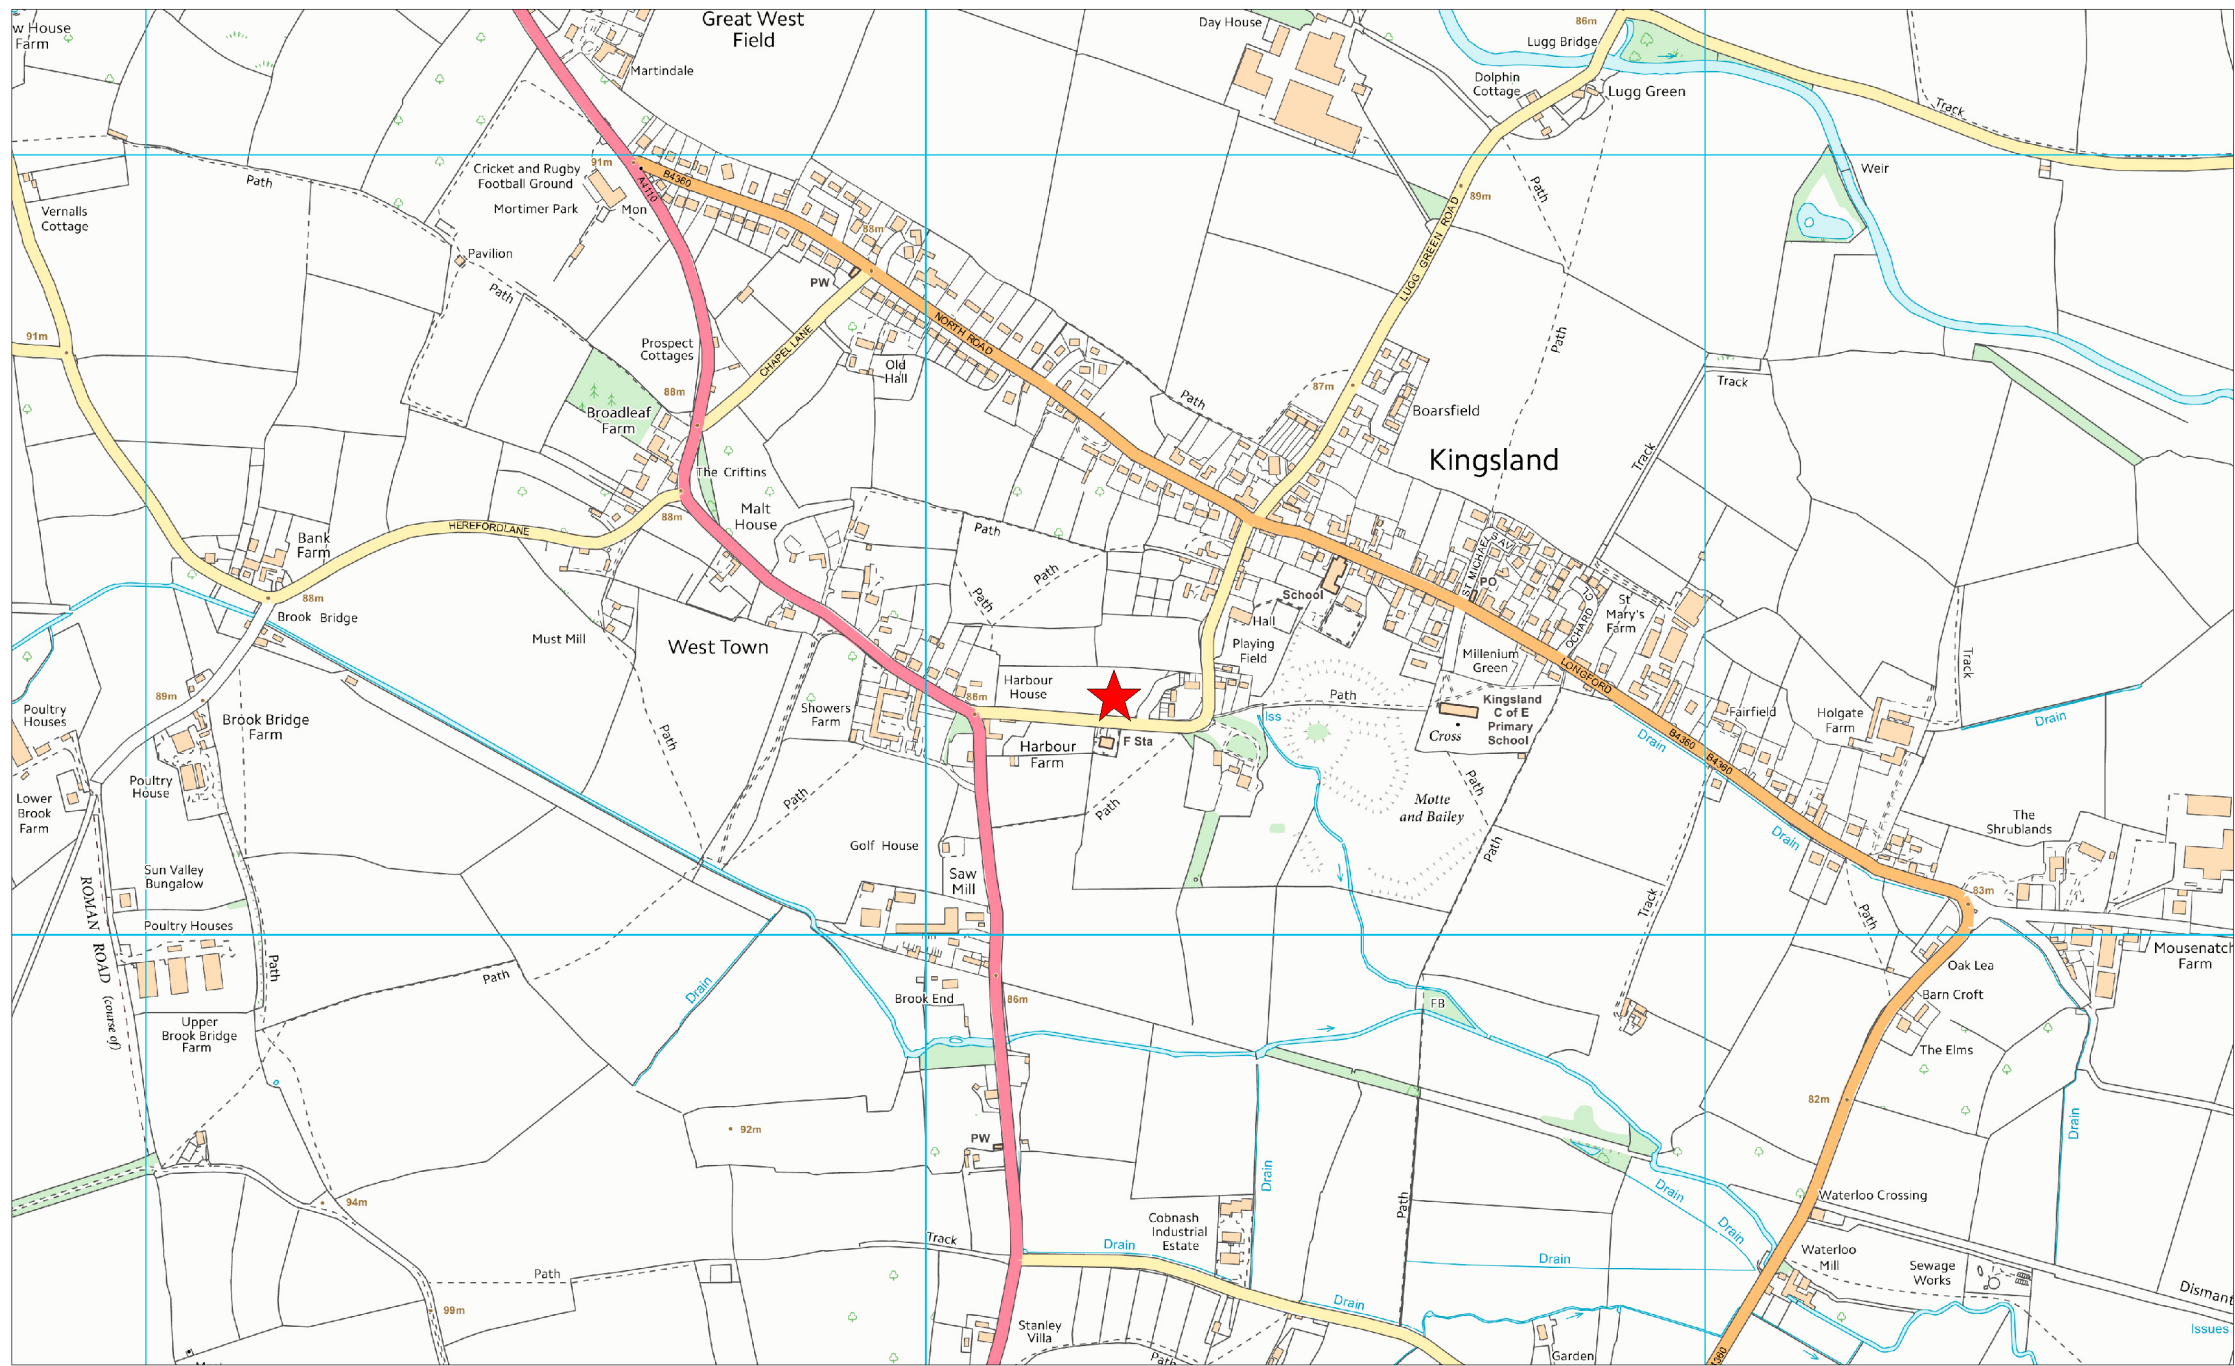 Great West
Field
Day House
86m
Lugg Bridge
w House
Farm
Martindale
Dolphin
Cottage
Lugg Green
Track
91m
B4360
A4110
Cricket and Rugby
Football Ground
Mortimer Park
Mon
Path
Weir
Path
89m
Vernalls
Cottage
88m
LUGG GREEN ROAD
Pavilion
PW
Path
NORTH ROAD
CHAPEL LANE
Path
91m
Prospect
Cottages
Old
Hall
88m
Path
87m
Track
Broadleaf
Farm
Boarsfield
Kingsland
Track
The Criftins
88m
Malt
House
HEREFORDLANE
Path
Bank
Farm
88m
Brook Bridge
Path
Path
ST MICHAEL'S AV
PO
School
Hall
OCHARD CL
St
Mary's
Farm
Must Mill
West Town
Playing
Field
Millenium
Green
LONGFORD
Track
89m
Harbour
House
86m
Path
Kingsland
C of E
Primary
School
Cross
Poultry
Houses
Brook Bridge
Farm
Showers
Farm
Iss
Fairfield
Holgate
Farm
Drain
Path
F Sta
Harbour
Farm
Drain
B4360
B4360
Poultry
House
Path
Path
Path
Lower
Brook
Farm
Motte
and Bailey
The
Shrublands
Golf House
Path
Drain
Sun Valley
Bungalow
Saw
Mill
83m
ROMAN ROAD (course of)
Track
Path
Poultry Houses
Path
Path
Mousenatch
Farm
Oak Lea
Drain
Brook End
86m
FB
Barn Croft
Upper
Brook Bridge
Farm
The Elms
82m
92m
PW
Drain
Drain
94m
Path
Drain
Waterloo Crossing
Cobnash
Industrial
Estate
Drain
Track
Drain
Drain
Waterloo
Mill
Sewage
Works
Path
Dismant
99m
Drain
Stanley
Villa
Issues
Path
Garden